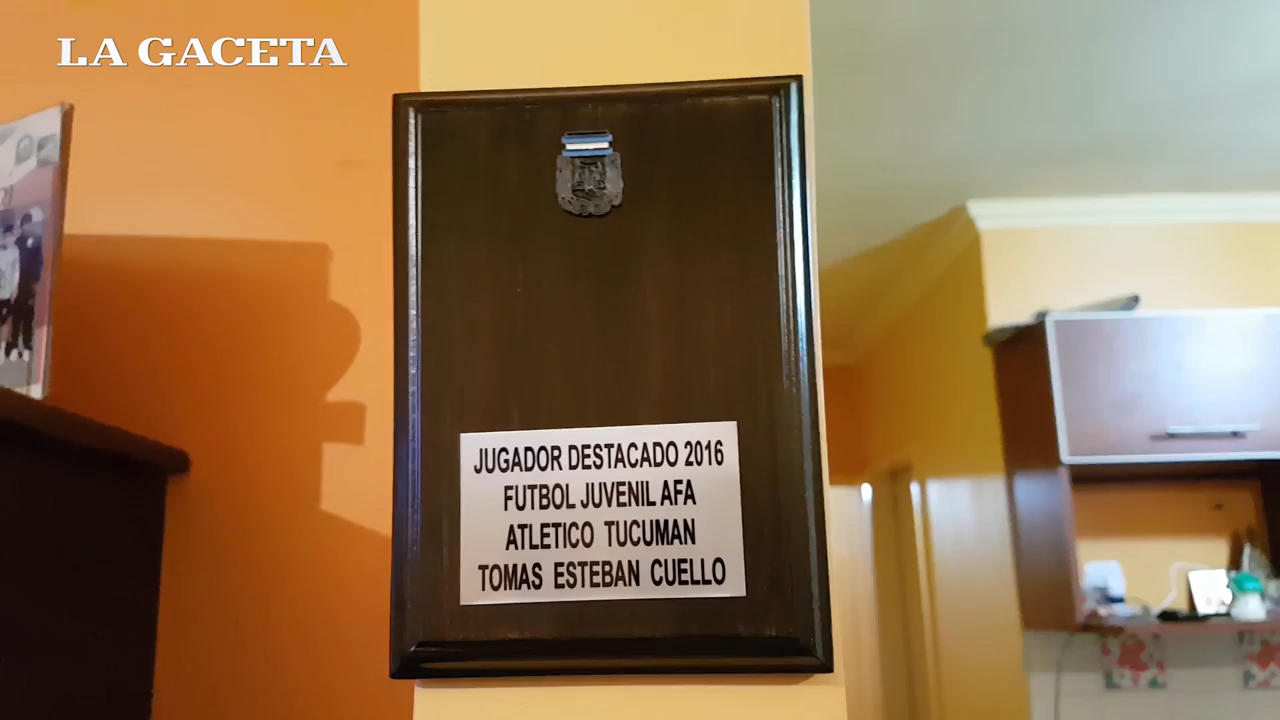 LA GACETA
JUGADOR DESTACADO 2016
FUTBOL JUVENIL AFA
ATLETICO TUCUMAN
TOMAS ESTEBAN CUELLO